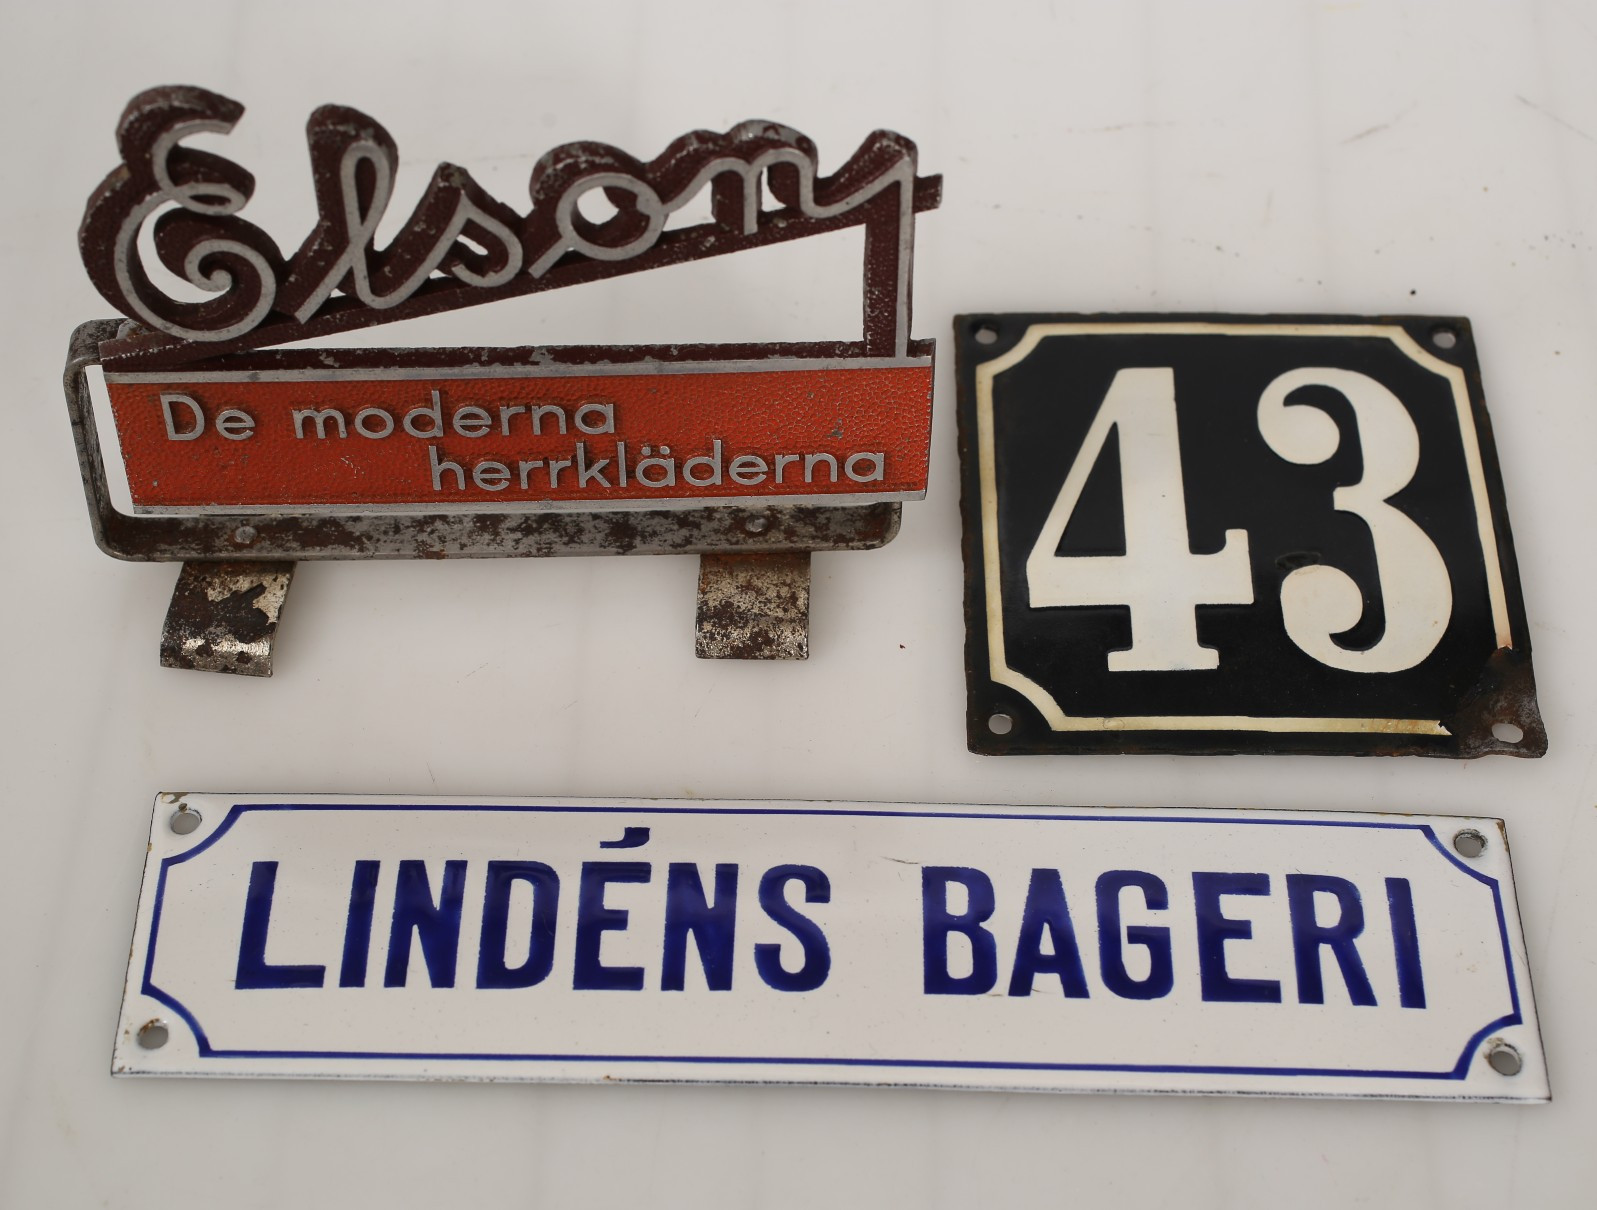 Elson
De moderna
herrkläderna
43
LINDÉNS BAGERI